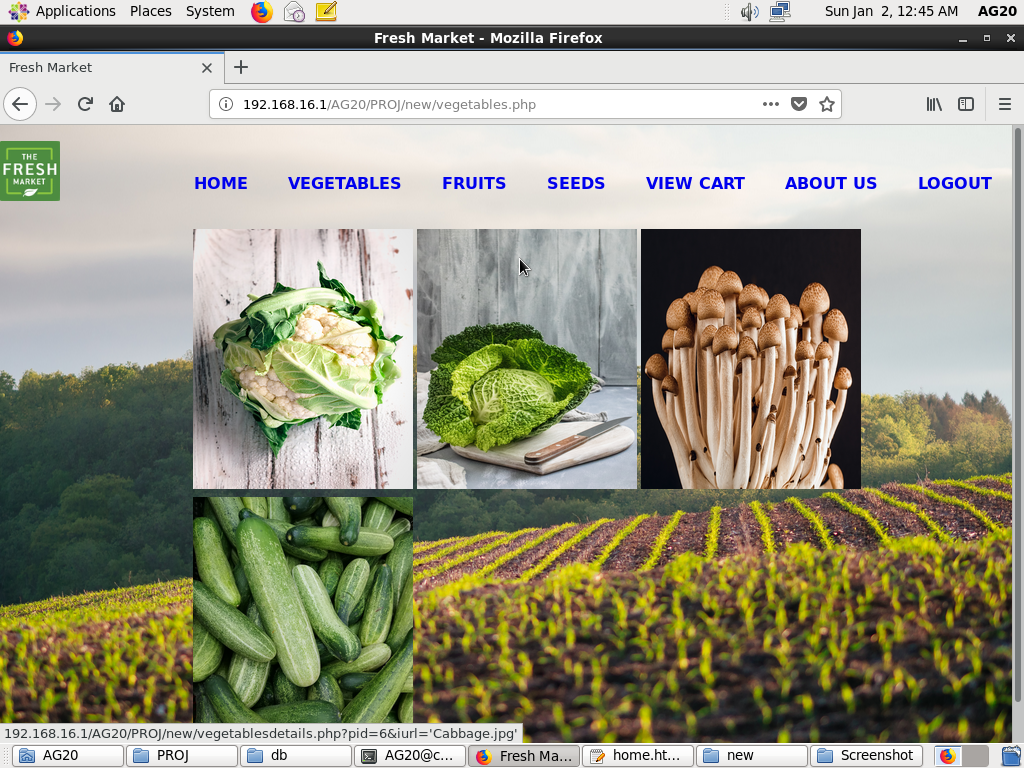 Applications Places System Sun Jan 2, 12:45 AM AG20
Fresh Market - Mozilla Firefox
Fresh Market
192.168.16.1/AG20/PROJ/new/vegetables.php
THE
FRESH
MARKET
HOME VEGETABLES FRUITS SEEDS VIEW CART ABOUT US LOGOUT
192.168.16.1/AG20/PROJ/new/vegetablesdetails.php?pid=6&iurl='Cabbage.jpg'
AG20 PROJ db AG20@c... Fresh Ma... home.ht... new Screenshot